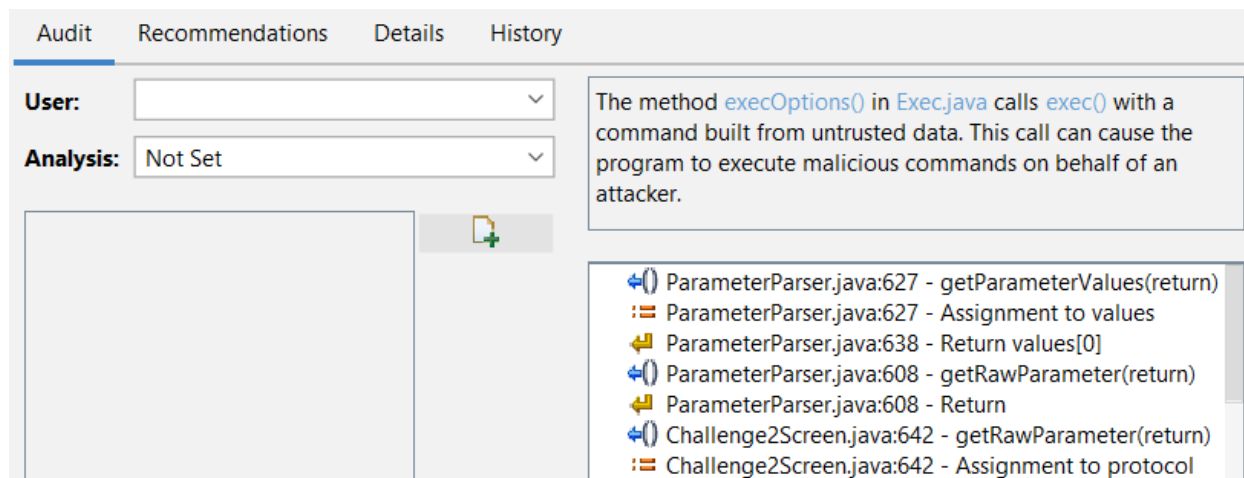 Audit Recommendations Details History
User:
Analysis: Not Set
The method execOptions() in Exec.java calls exec() with a
command built from untrusted data. This call can cause the
program to execute malicious commands on behalf of an
attacker.
ParameterParser.java:627 - getParameterValues(return)
ParameterParser.java:627 - Assignment to values
ParameterParser.java:638 - Return values[0]
ParameterParser.java:608 - getRawParameter(return)
ParameterParser.java:608 - Return
Challenge2Screen.java:642 - getRawParameter(return)
Challenge2Screen.java:642 - Assignment to protocol